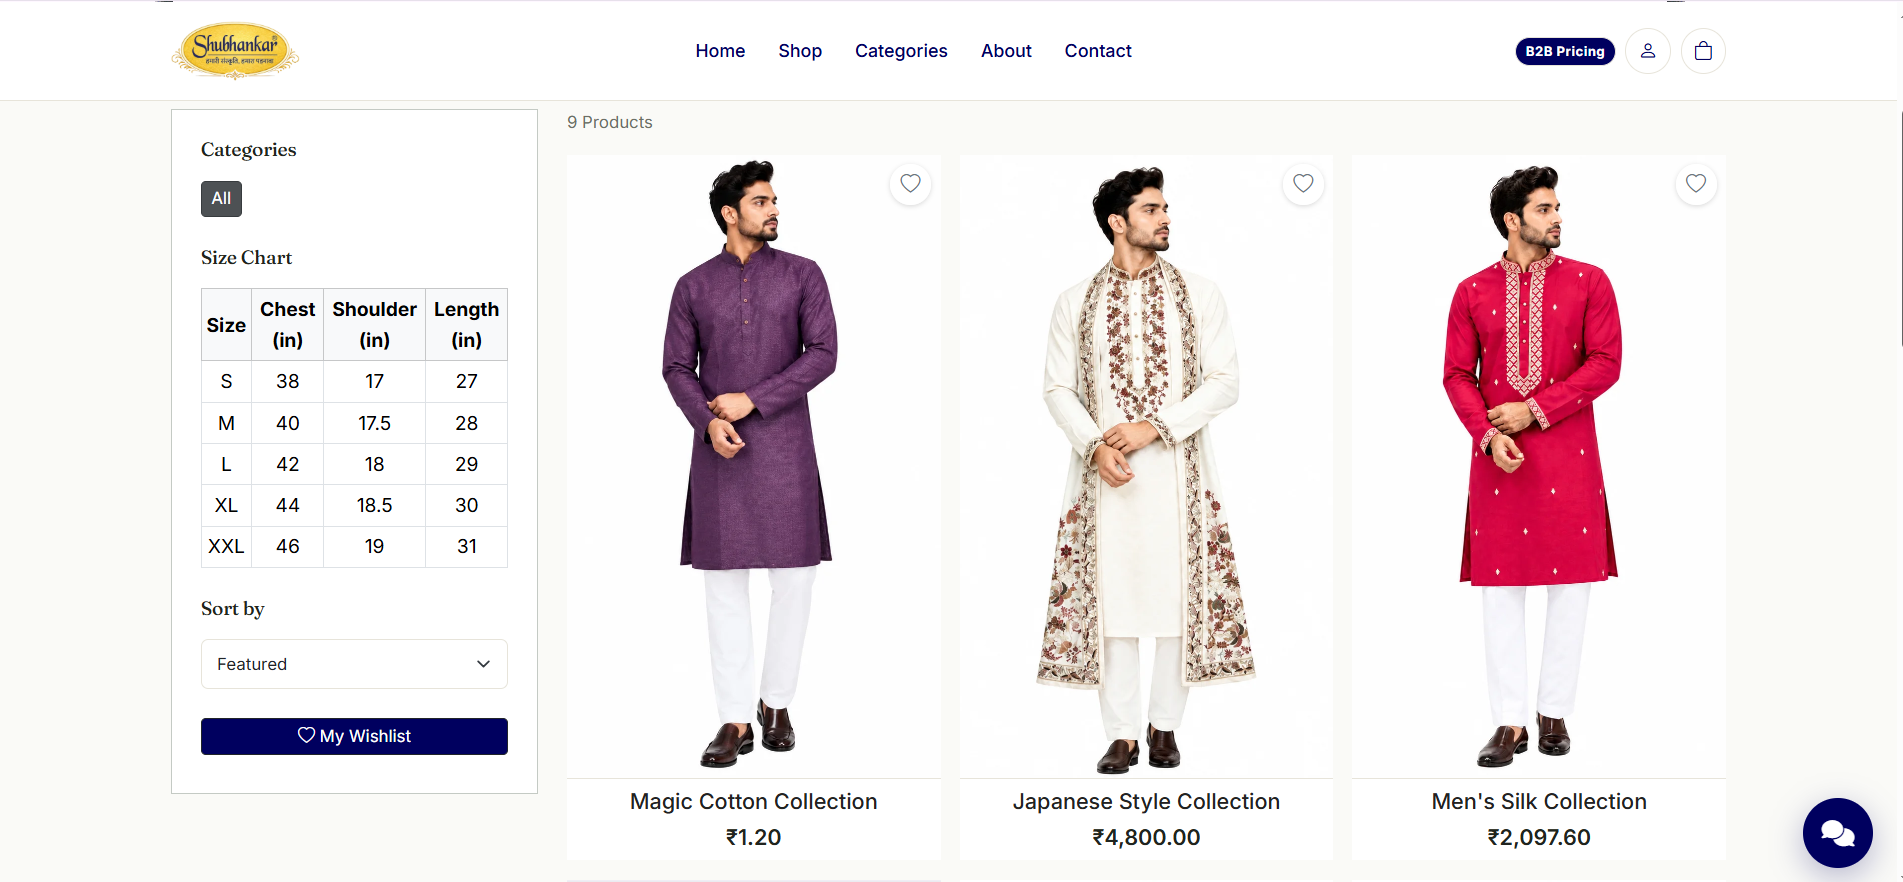 Shubhankar
Home Shop Categories About Contact
B2B Pricing
Categories
All
Size Chart
Size Chest (in) Shoulder (in) Length (in)
S 38 17 27
M 40 17.5 28
L 42 18 29
XL 44 18.5 30
XXL 46 19 31
Sort by
Featured
My Wishlist
9 Products
Magic Cotton Collection
₹1.20
Japanese Style Collection
₹4,800.00
Men's Silk Collection
₹2,097.60